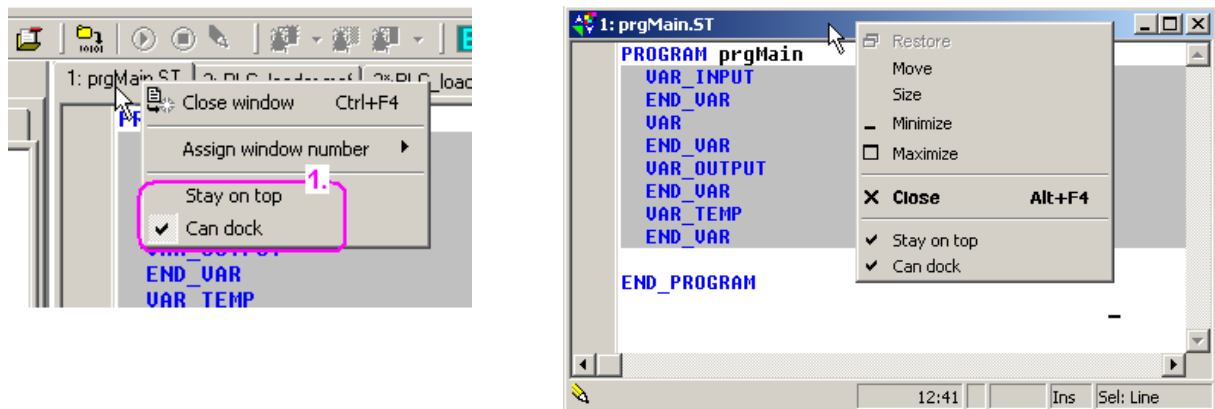 1: prgMain.ST
Close window Ctrl+F4
Assign window number
1.
Stay on top
Can dock
END_VAR
VAR_TEMP
1: prgMain.ST
PROGRAM prgMain
VAR_INPUT
END_VAR
VAR
END_VAR
VAR_OUTPUT
END_VAR
VAR_TEMP
END_VAR
END_PROGRAM
Restore
Move
Size
Minimize
Maximize
Close Alt+F4
Stay on top
Can dock
12:41 Ins Sel: Line